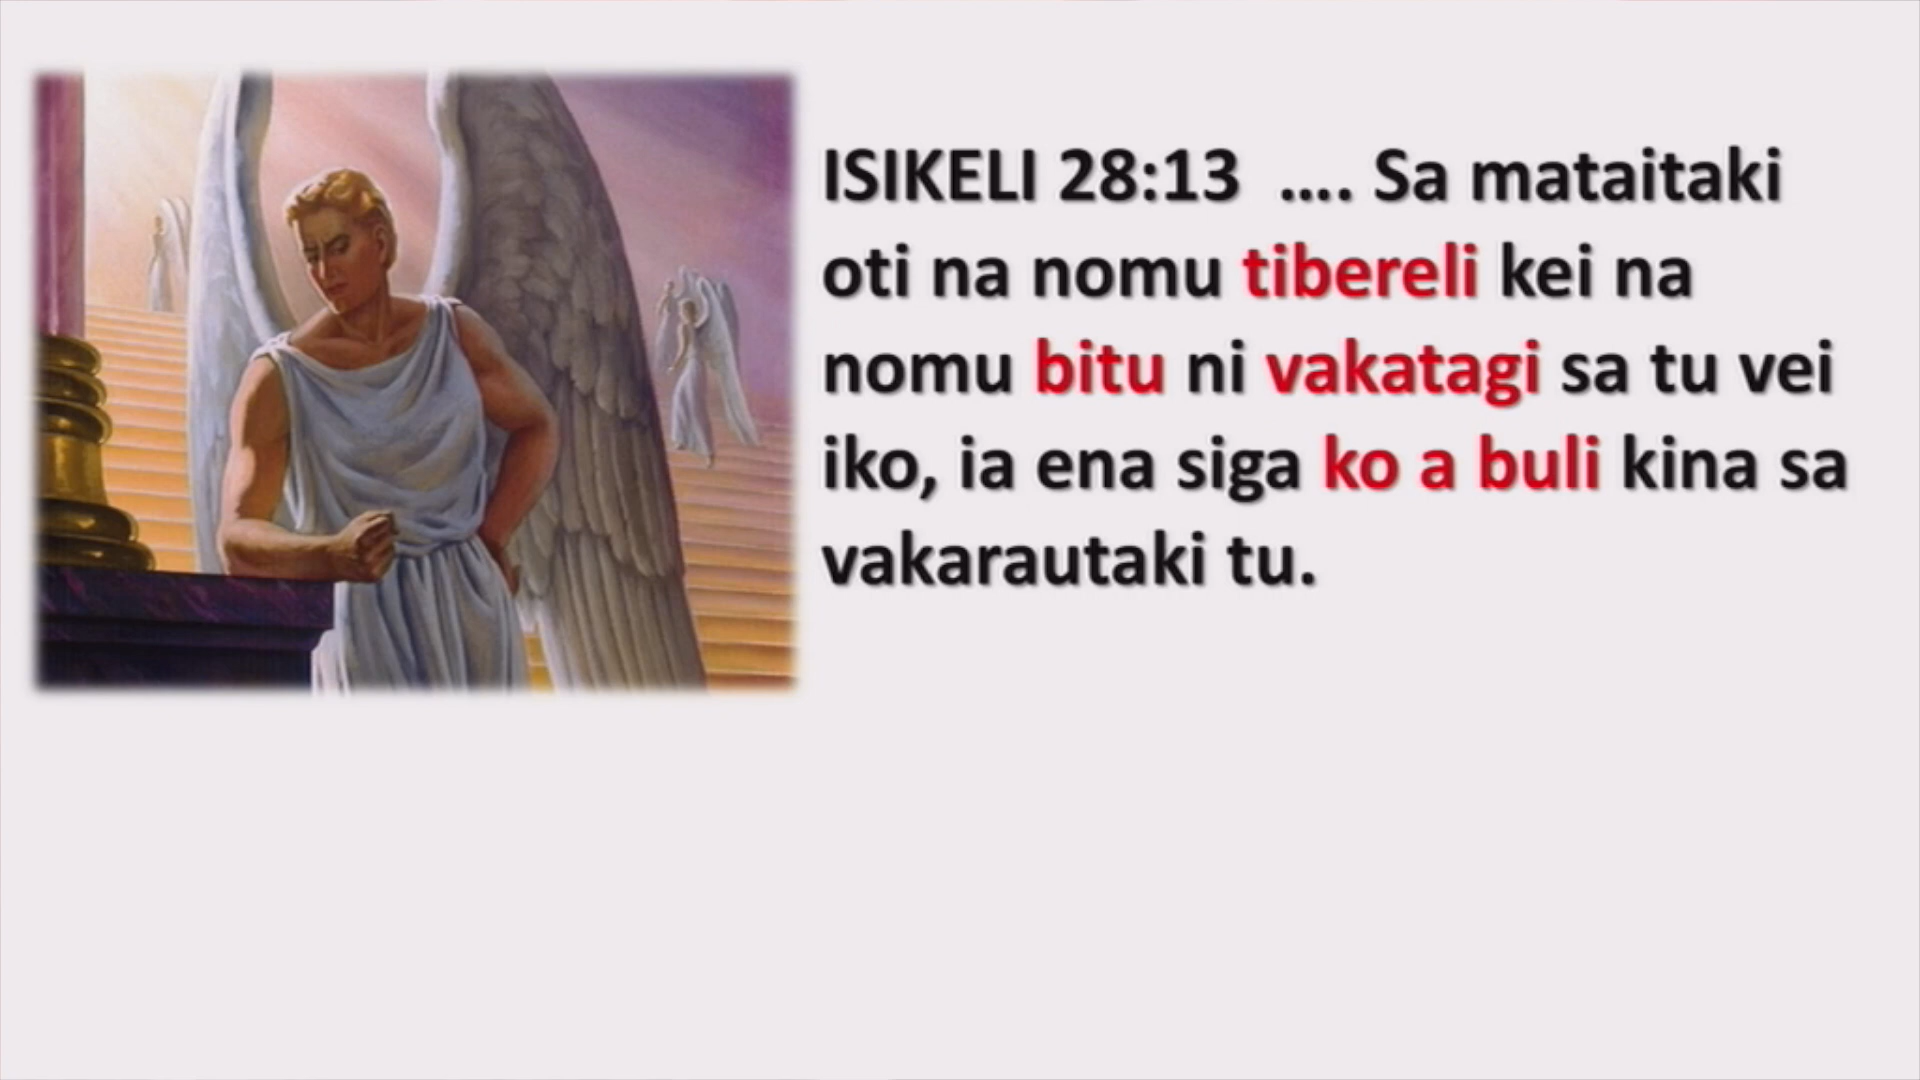 ISIKELI 28:13  .... Sa mataitaki
oti na nomu tibereli kei na
nomu bitu ni vakatagi sa tu vei
iko, ia ena siga ko a buli kina sa
vakarautaki tu.